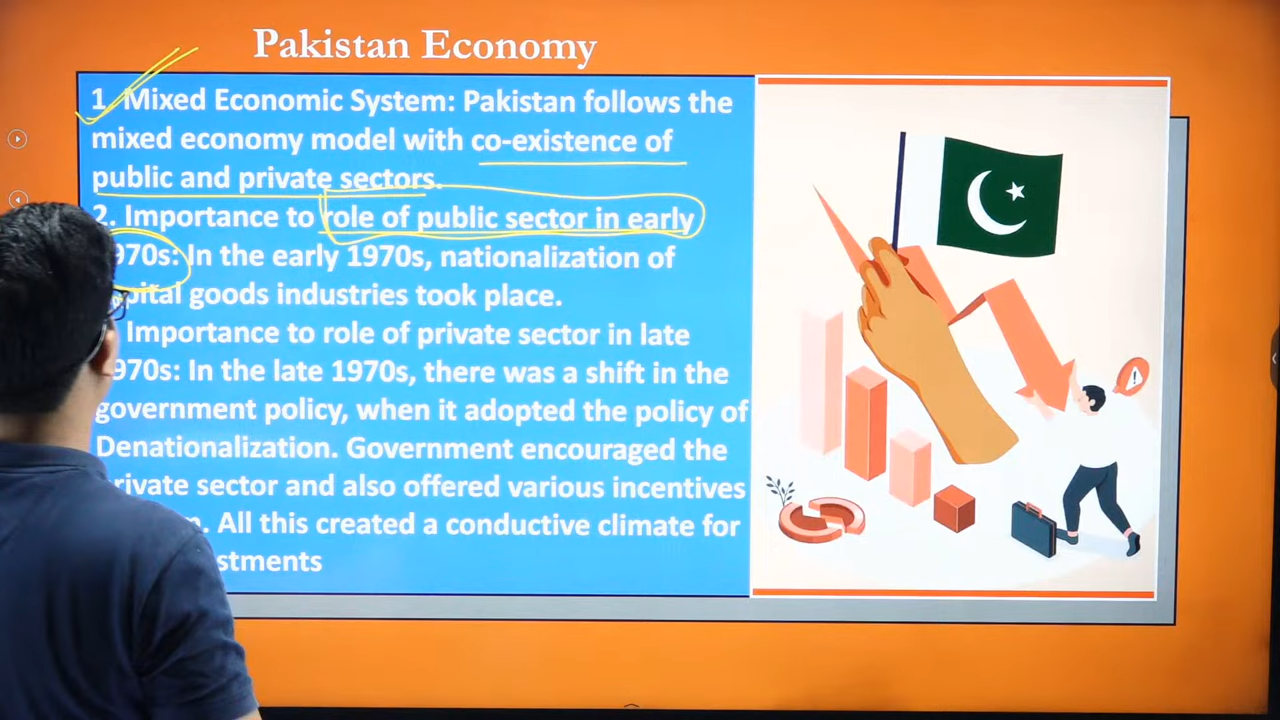 Pakistan Economy
1. Mixed Economic System: Pakistan follows the
mixed economy model with co-existence of
public and private sectors.
2. Importance to role of public sector in early
970s: In the early 1970s, nationalization of
pital goods industries took place.
Importance to role of private sector in late
970s: In the late 1970s, there was a shift in the
government policy, when it adopted the policy of
Denationalization. Government encouraged the
rivate sector and also offered various incentives
. All this created a conductive climate for
stments
!